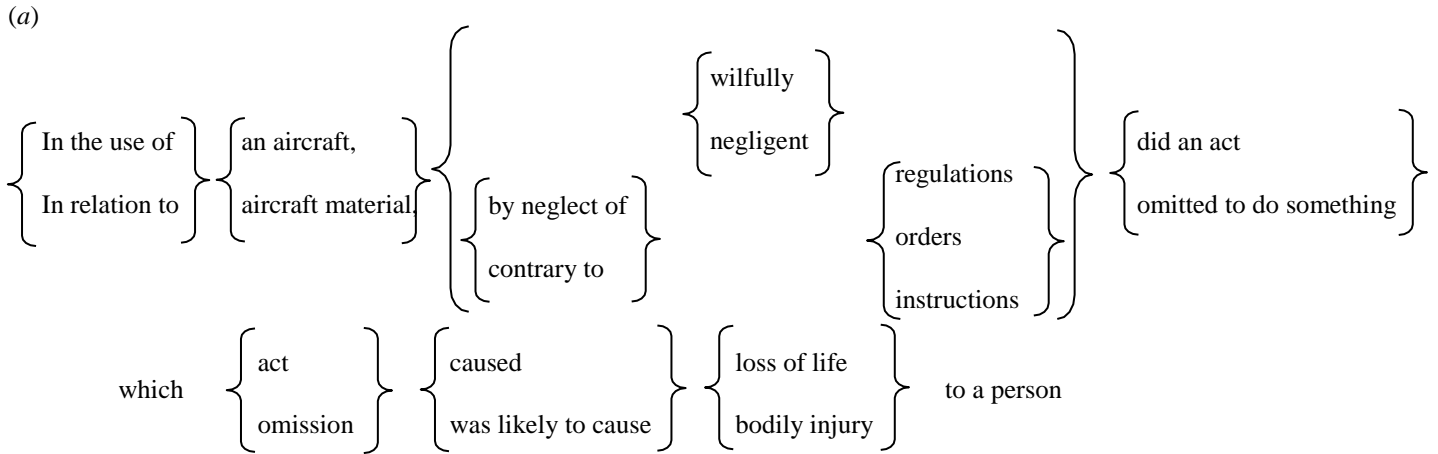 (a)
wilfully
negligent
In the use of an aircraft, did an act
In relation to aircraft material, by neglect of regulations omitted to do something
contrary to orders
instructions
which act caused loss of life to a person
omission was likely to cause bodily injury